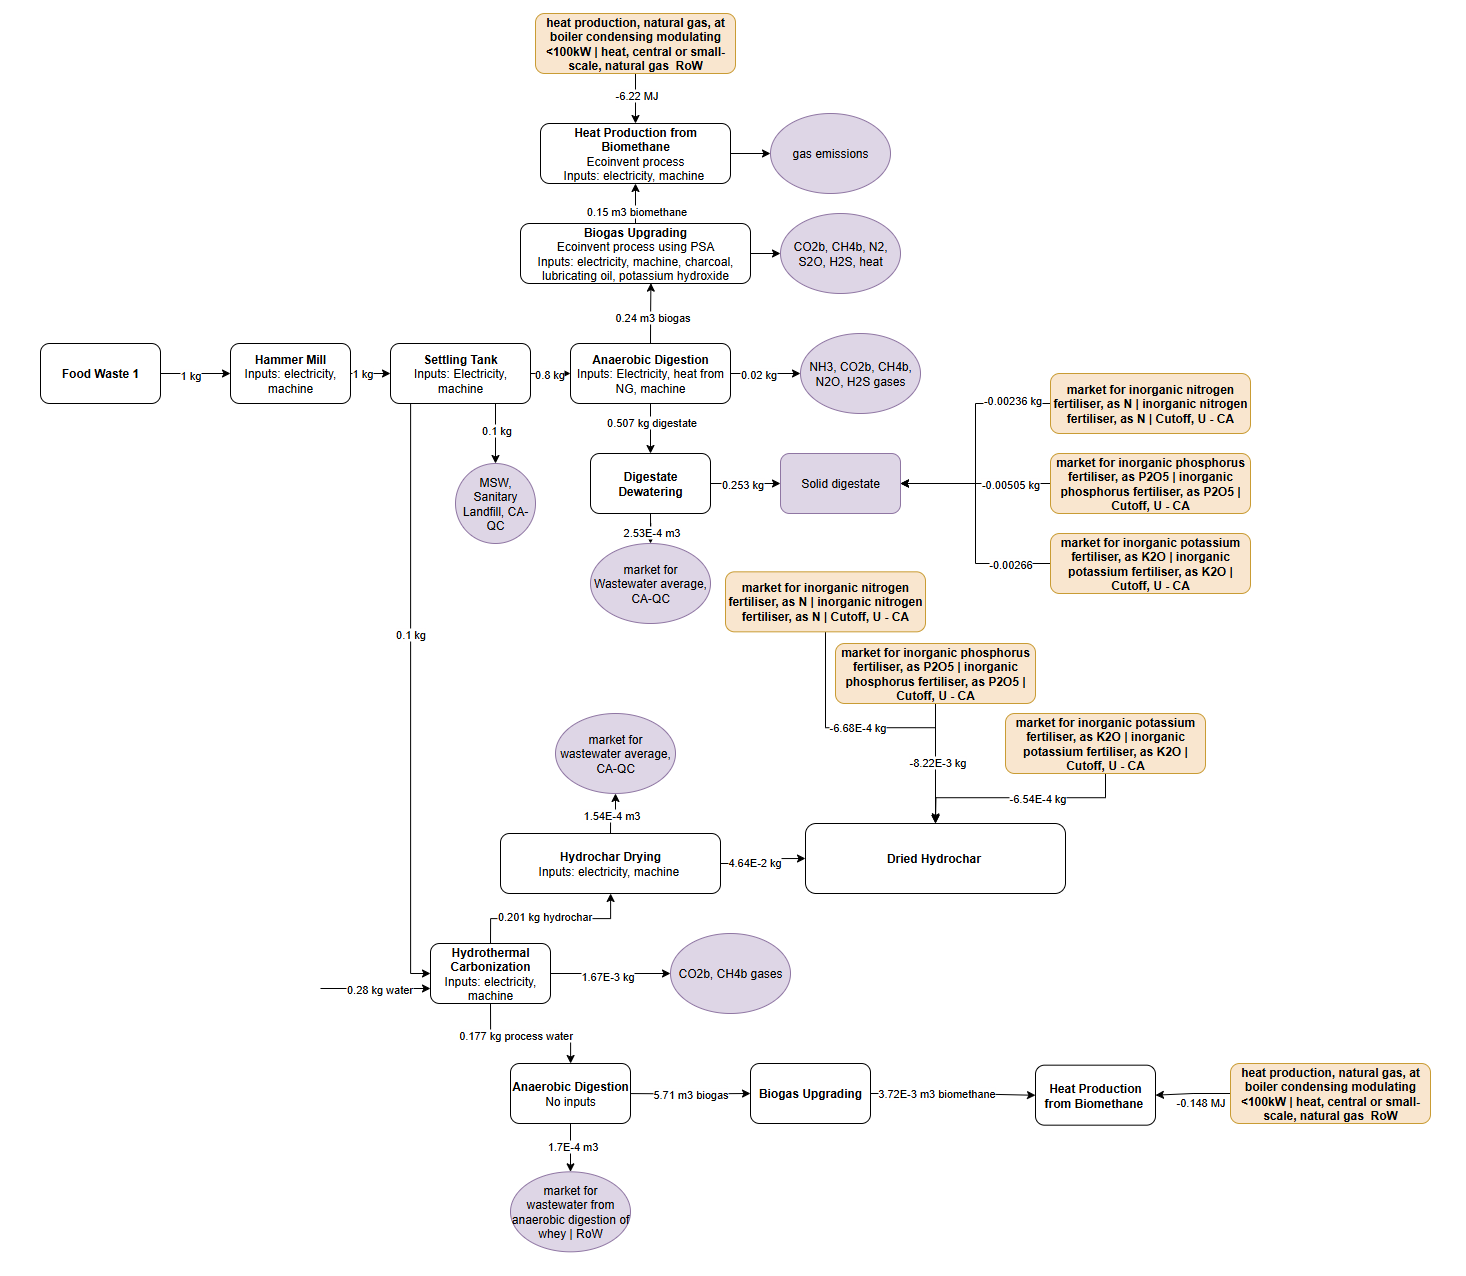 heat production, natural gas, at
boiler condensing modulating
<100kW | heat, central or small-
scale, natural gas RoW
-6.22 MJ
Heat Production from
Biomethane
Ecoinvent process
Inputs: electricity, machine
gas emissions
0.15 m3 biomethane
Biogas Upgrading
Ecoinvent process using PSA
Inputs: electricity, machine, charcoal,
lubricating oil, potassium hydroxide
CO2b, CH4b, N2,
S2O, H2S, heat
0.24 m3 biogas
Food Waste 1
1 kg
Hammer Mill
Inputs: electricity,
machine
1 kg
Settling Tank
Inputs: Electricity,
machine
0.8 kg
Anaerobic Digestion
Inputs: Electricity, heat from
NG, machine
0.02 kg
NH3, CO2b, CH4b,
N2O, H2S gases
0.1 kg
MSW,
Sanitary
Landfill, CA-
QC
0.507 kg digestate
Digestate
Dewatering
0.253 kg
Solid digestate
-0.00236 kg
market for inorganic nitrogen
fertiliser, as N | inorganic nitrogen
fertiliser, as N | Cutoff, U - CA
-0.00505 kg
market for inorganic phosphorus
fertiliser, as P2O5 | inorganic
phosphorus fertiliser, as P2O5 |
Cutoff, U - CA
-0.00266
market for inorganic potassium
fertiliser, as K2O | inorganic
potassium fertiliser, as K2O |
Cutoff, U - CA
2.53E-4 m3
market for
Wastewater average,
CA-QC
market for inorganic nitrogen
fertiliser, as N | inorganic nitrogen
fertiliser, as N | Cutoff, U - CA
0.1 kg
market for inorganic phosphorus
fertiliser, as P2O5 | inorganic
phosphorus fertiliser, as P2O5 |
Cutoff, U - CA
-6.68E-4 kg
market for inorganic potassium
fertiliser, as K2O | inorganic
potassium fertiliser, as K2O |
Cutoff, U - CA
-8.22E-3 kg
-6.54E-4 kg
market for
wastewater average,
CA-QC
1.54E-4 m3
Hydrochar Drying
Inputs: electricity, machine
4.64E-2 kg
Dried Hydrochar
0.201 kg hydrochar
Hydrothermal
Carbonization
Inputs: electricity,
machine
0.28 kg water
1.67E-3 kg
CO2b, CH4b gases
0.177 kg process water
Anaerobic Digestion
No inputs
5.71 m3 biogas
Biogas Upgrading
3.72E-3 m3 biomethane
Heat Production
from Biomethane
-0.148 MJ
heat production, natural gas, at
boiler condensing modulating
<100kW | heat, central or small-
scale, natural gas RoW
1.7E-4 m3
market for
wastewater from
anaerobic digestion of
whey | RoW